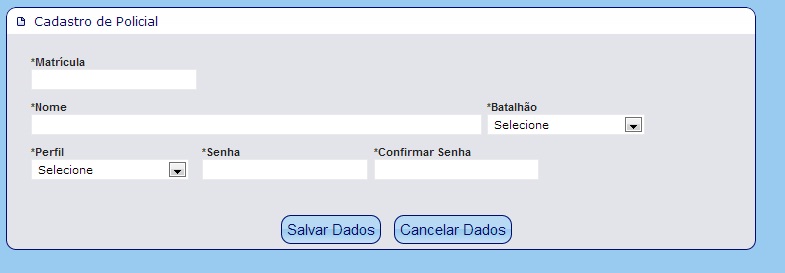 Cadastro de Policial
*Matrícula
*Nome *Batalhão
Selecione
*Perfil *Senha *Confirmar Senha
Selecione
Salvar Dados Cancelar Dados